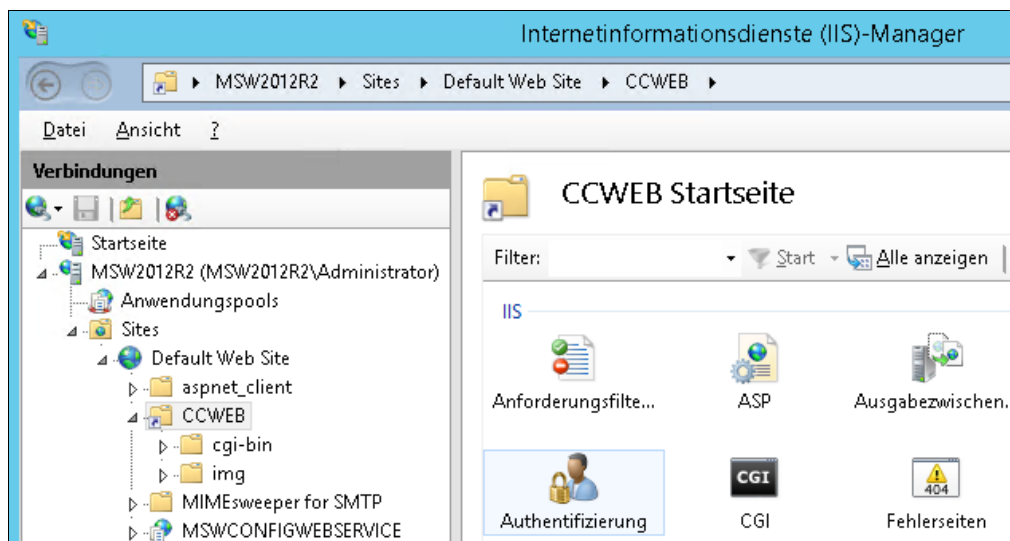 Internetinformationsdienste (IIS)-Manager
MSW2012R2 Sites Default Web Site CCWEB
Datei Ansicht ?
Verbindungen
Startseite
MSW2012R2 (MSW2012R2\Administrator)
Anwendungspools
Sites
Default Web Site
aspnet_client
CCWEB
cgi-bin
img
MIMEsweeper for SMTP
MSWCONFIGWEBSERVICE
CCWEB Startseite
Filter: Start Alle anzeigen
IIS
Anforderungsfilte... ASP Ausgabezwischen.
CGI 404
Authentifizierung CGI Fehlerseiten